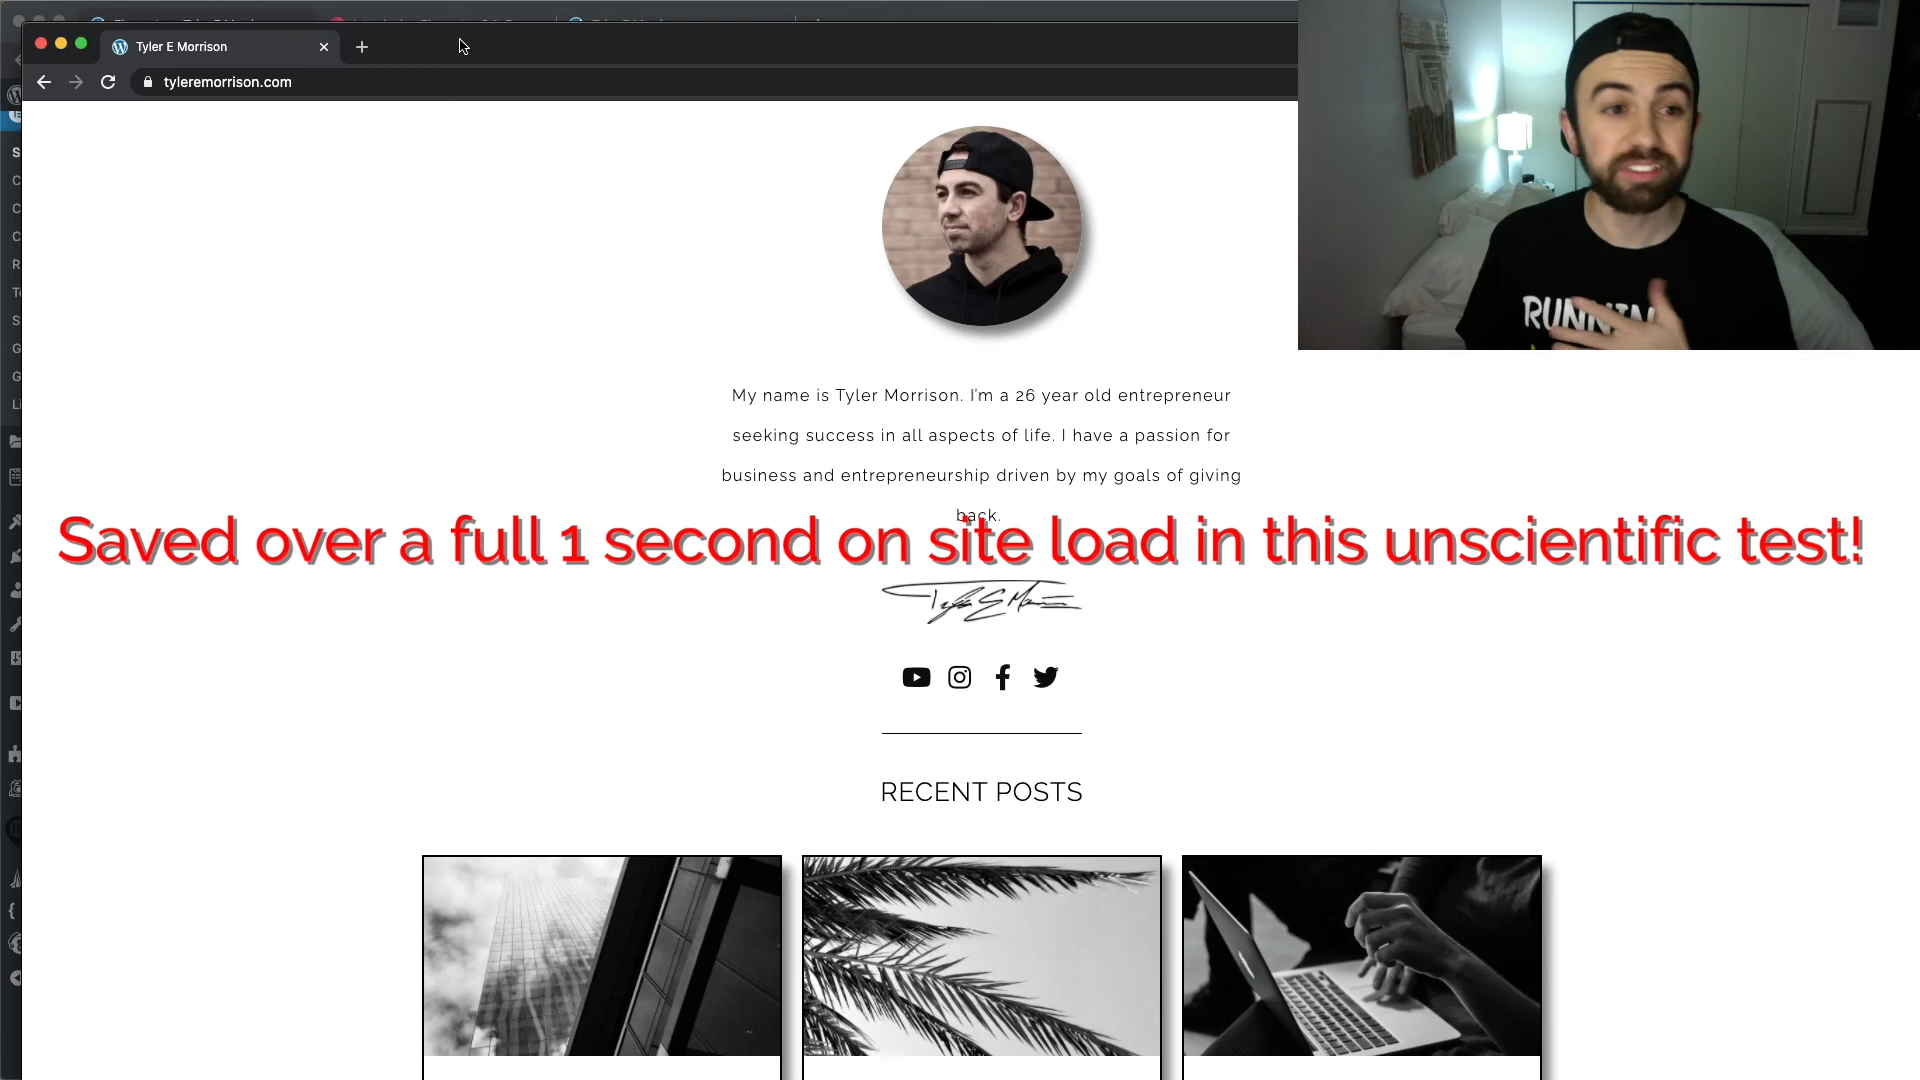 Tyler E Morrison
tyleremorrison.com
RUNNIN
My name is Tyler Morrison. I'm a 26 year old entrepreneur
seeking success in all aspects of life. I have a passion for
business and entrepreneurship driven by my goals of giving
back.
Saved over a full 1 second on site load in this unscientific test!
RECENT POSTS